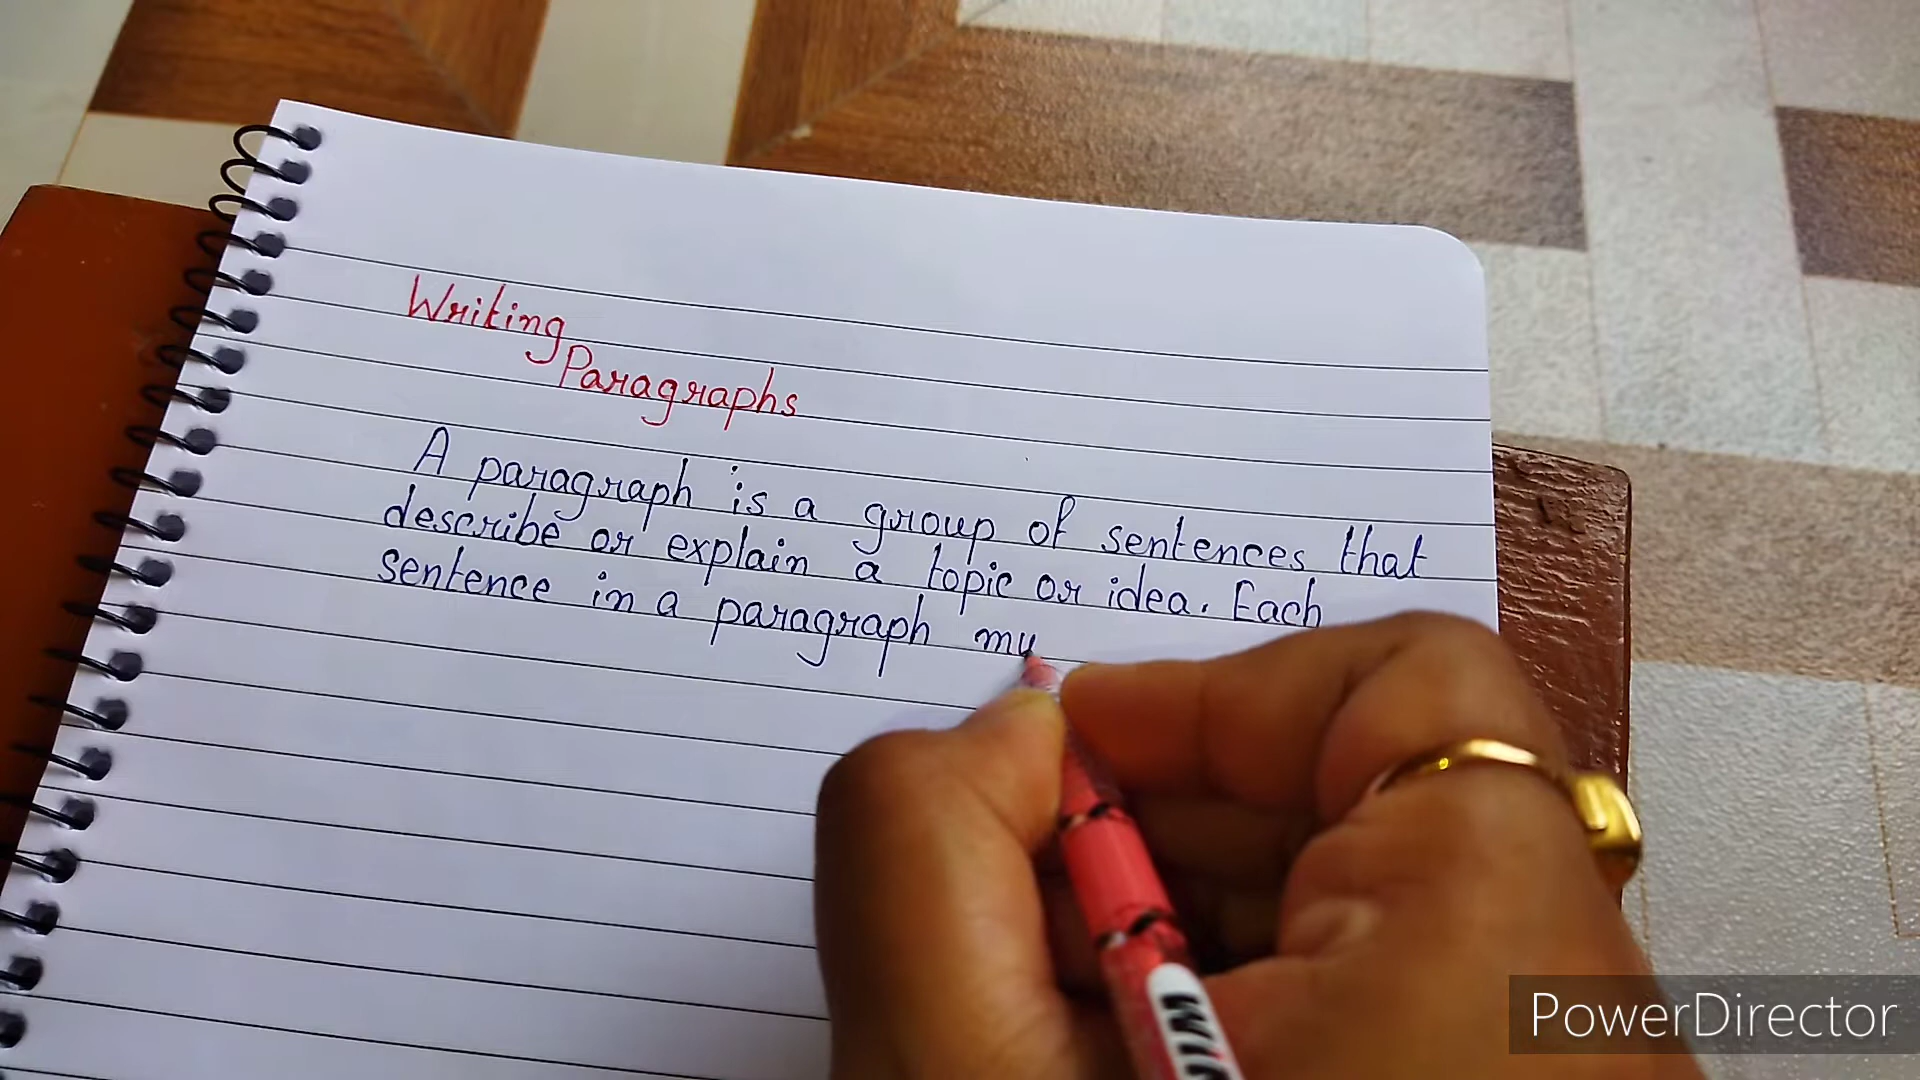 Writing
Paragraphs
A paragraph is a group of sentences that
describe or explain a topic or idea. Each
sentence in a paragraph mu
PowerDirector